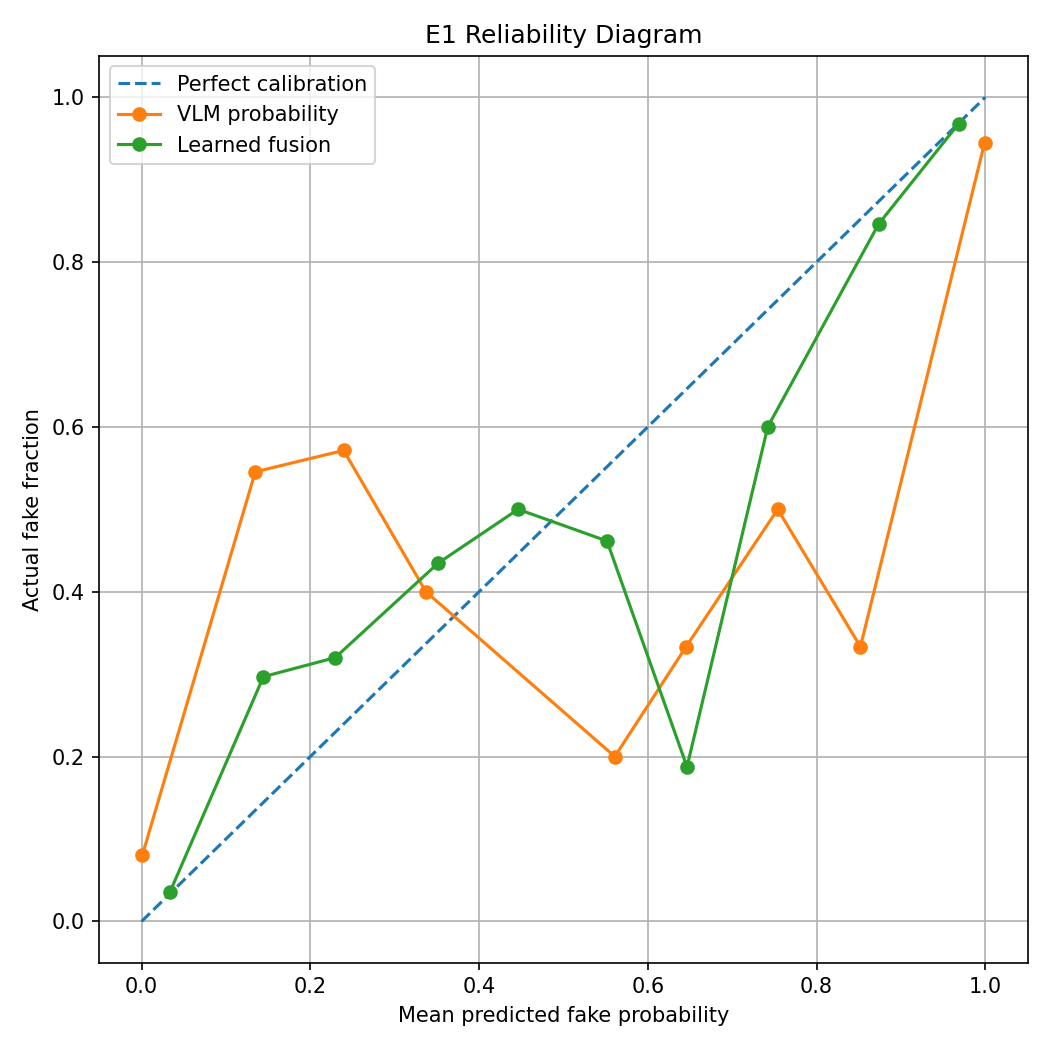 E1 Reliability Diagram
Perfect calibration
VLM probability
Learned fusion
1.0
0.8
0.6
0.4
0.2
0.0
Actual fake fraction
0.0 0.2 0.4 0.6 0.8 1.0
Mean predicted fake probability